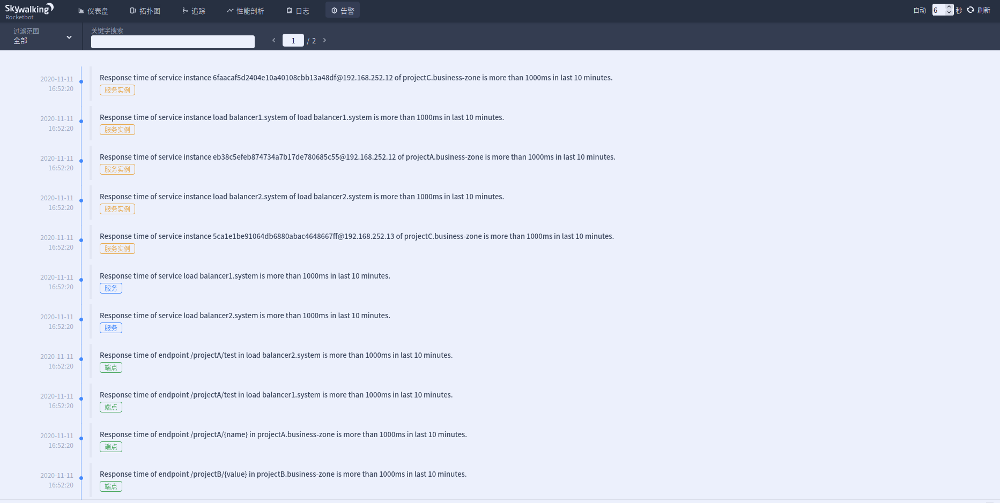 Skywalking
Rocketbot
仪表盘
拓扑图
追踪
性能剖析
日志
告警
自动 6 秒 刷新
过滤范围
全部
关键字搜索
1 / 2
2020-11-11
16:52:20
Response time of service instance 6faacaf5d2404e10a40108cbb13a48df@192.168.252.12 of projectC.business-zone is more than 1000ms in last 10 minutes.
服务实例
2020-11-11
16:52:20
Response time of service instance load balancer1.system of load balancer1.system is more than 1000ms in last 10 minutes.
服务实例
2020-11-11
16:52:20
Response time of service instance eb38c5efeb874734a7b17de780685c55@192.168.252.12 of projectA.business-zone is more than 1000ms in last 10 minutes.
服务实例
2020-11-11
16:52:20
Response time of service instance load balancer2.system of load balancer2.system is more than 1000ms in last 10 minutes.
服务实例
2020-11-11
16:52:20
Response time of service instance 5ca1e1be91064db6880abac4648667ff@192.168.252.13 of projectC.business-zone is more than 1000ms in last 10 minutes.
服务实例
2020-11-11
16:52:20
Response time of service load balancer1.system is more than 1000ms in last 10 minutes.
服务
2020-11-11
16:52:20
Response time of service load balancer2.system is more than 1000ms in last 10 minutes.
服务
2020-11-11
16:52:20
Response time of endpoint /projectA/test in load balancer2.system is more than 1000ms in last 10 minutes.
端点
2020-11-11
16:52:20
Response time of endpoint /projectA/test in load balancer1.system is more than 1000ms in last 10 minutes.
端点
2020-11-11
16:52:20
Response time of endpoint /projectA/{name} in projectA.business-zone is more than 1000ms in last 10 minutes.
端点
2020-11-11
16:52:20
Response time of endpoint /projectB/{value} in projectB.business-zone is more than 1000ms in last 10 minutes.
端点